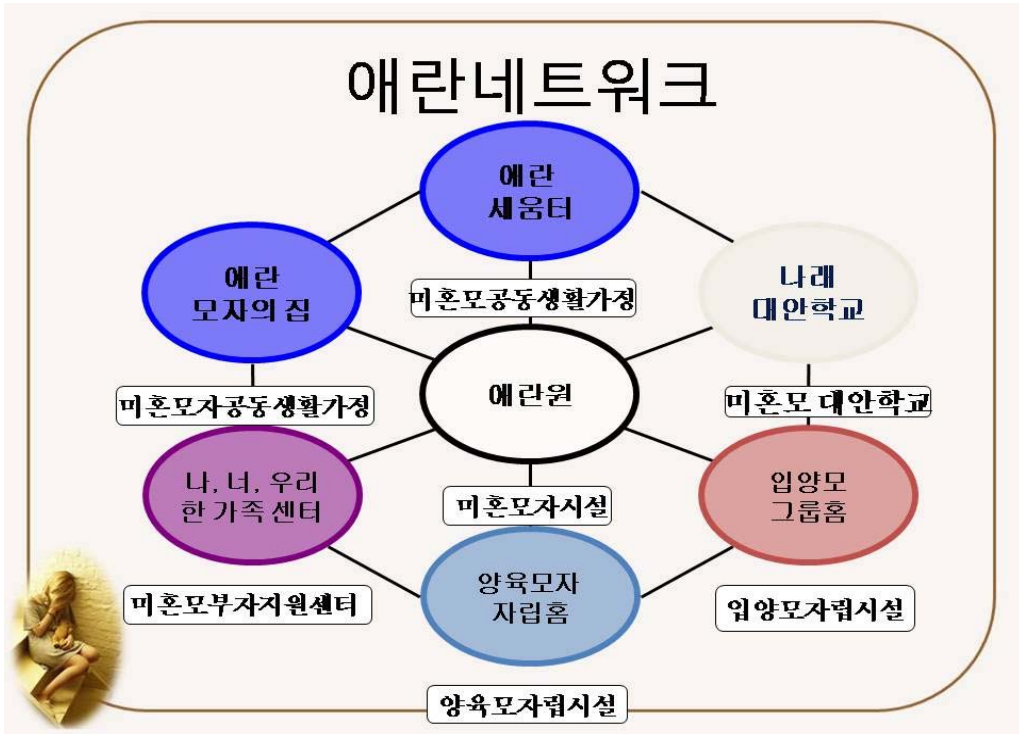 애란네트워크
애란
세움터
미혼모공동생활가정
애란
모자의 집
미혼모자공동생활가정
나래
대안학교
미혼모 대안학교
애란원
미혼모자시설
나, 너, 우리
한 가족 센터
미혼모부자지원센터
입양모
그룹홈
입양모자립시설
양육모자
자립홈
양육모자립시설